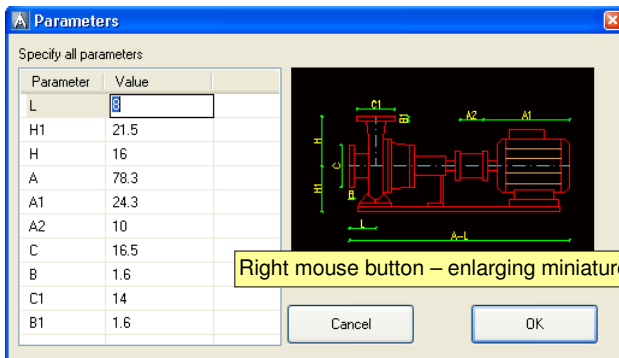 Parameters
Specify all parameters
Parameter Value
L 8
H1 21.5
H 16
A 78.3
A1 24.3
A2 10
C 16.5
B 1.6
C1 14
B1 1.6
C1
B1
A2
A1
H
C
H1
B
L
A-L
Right mouse button – enlarging miniature
Cancel
OK